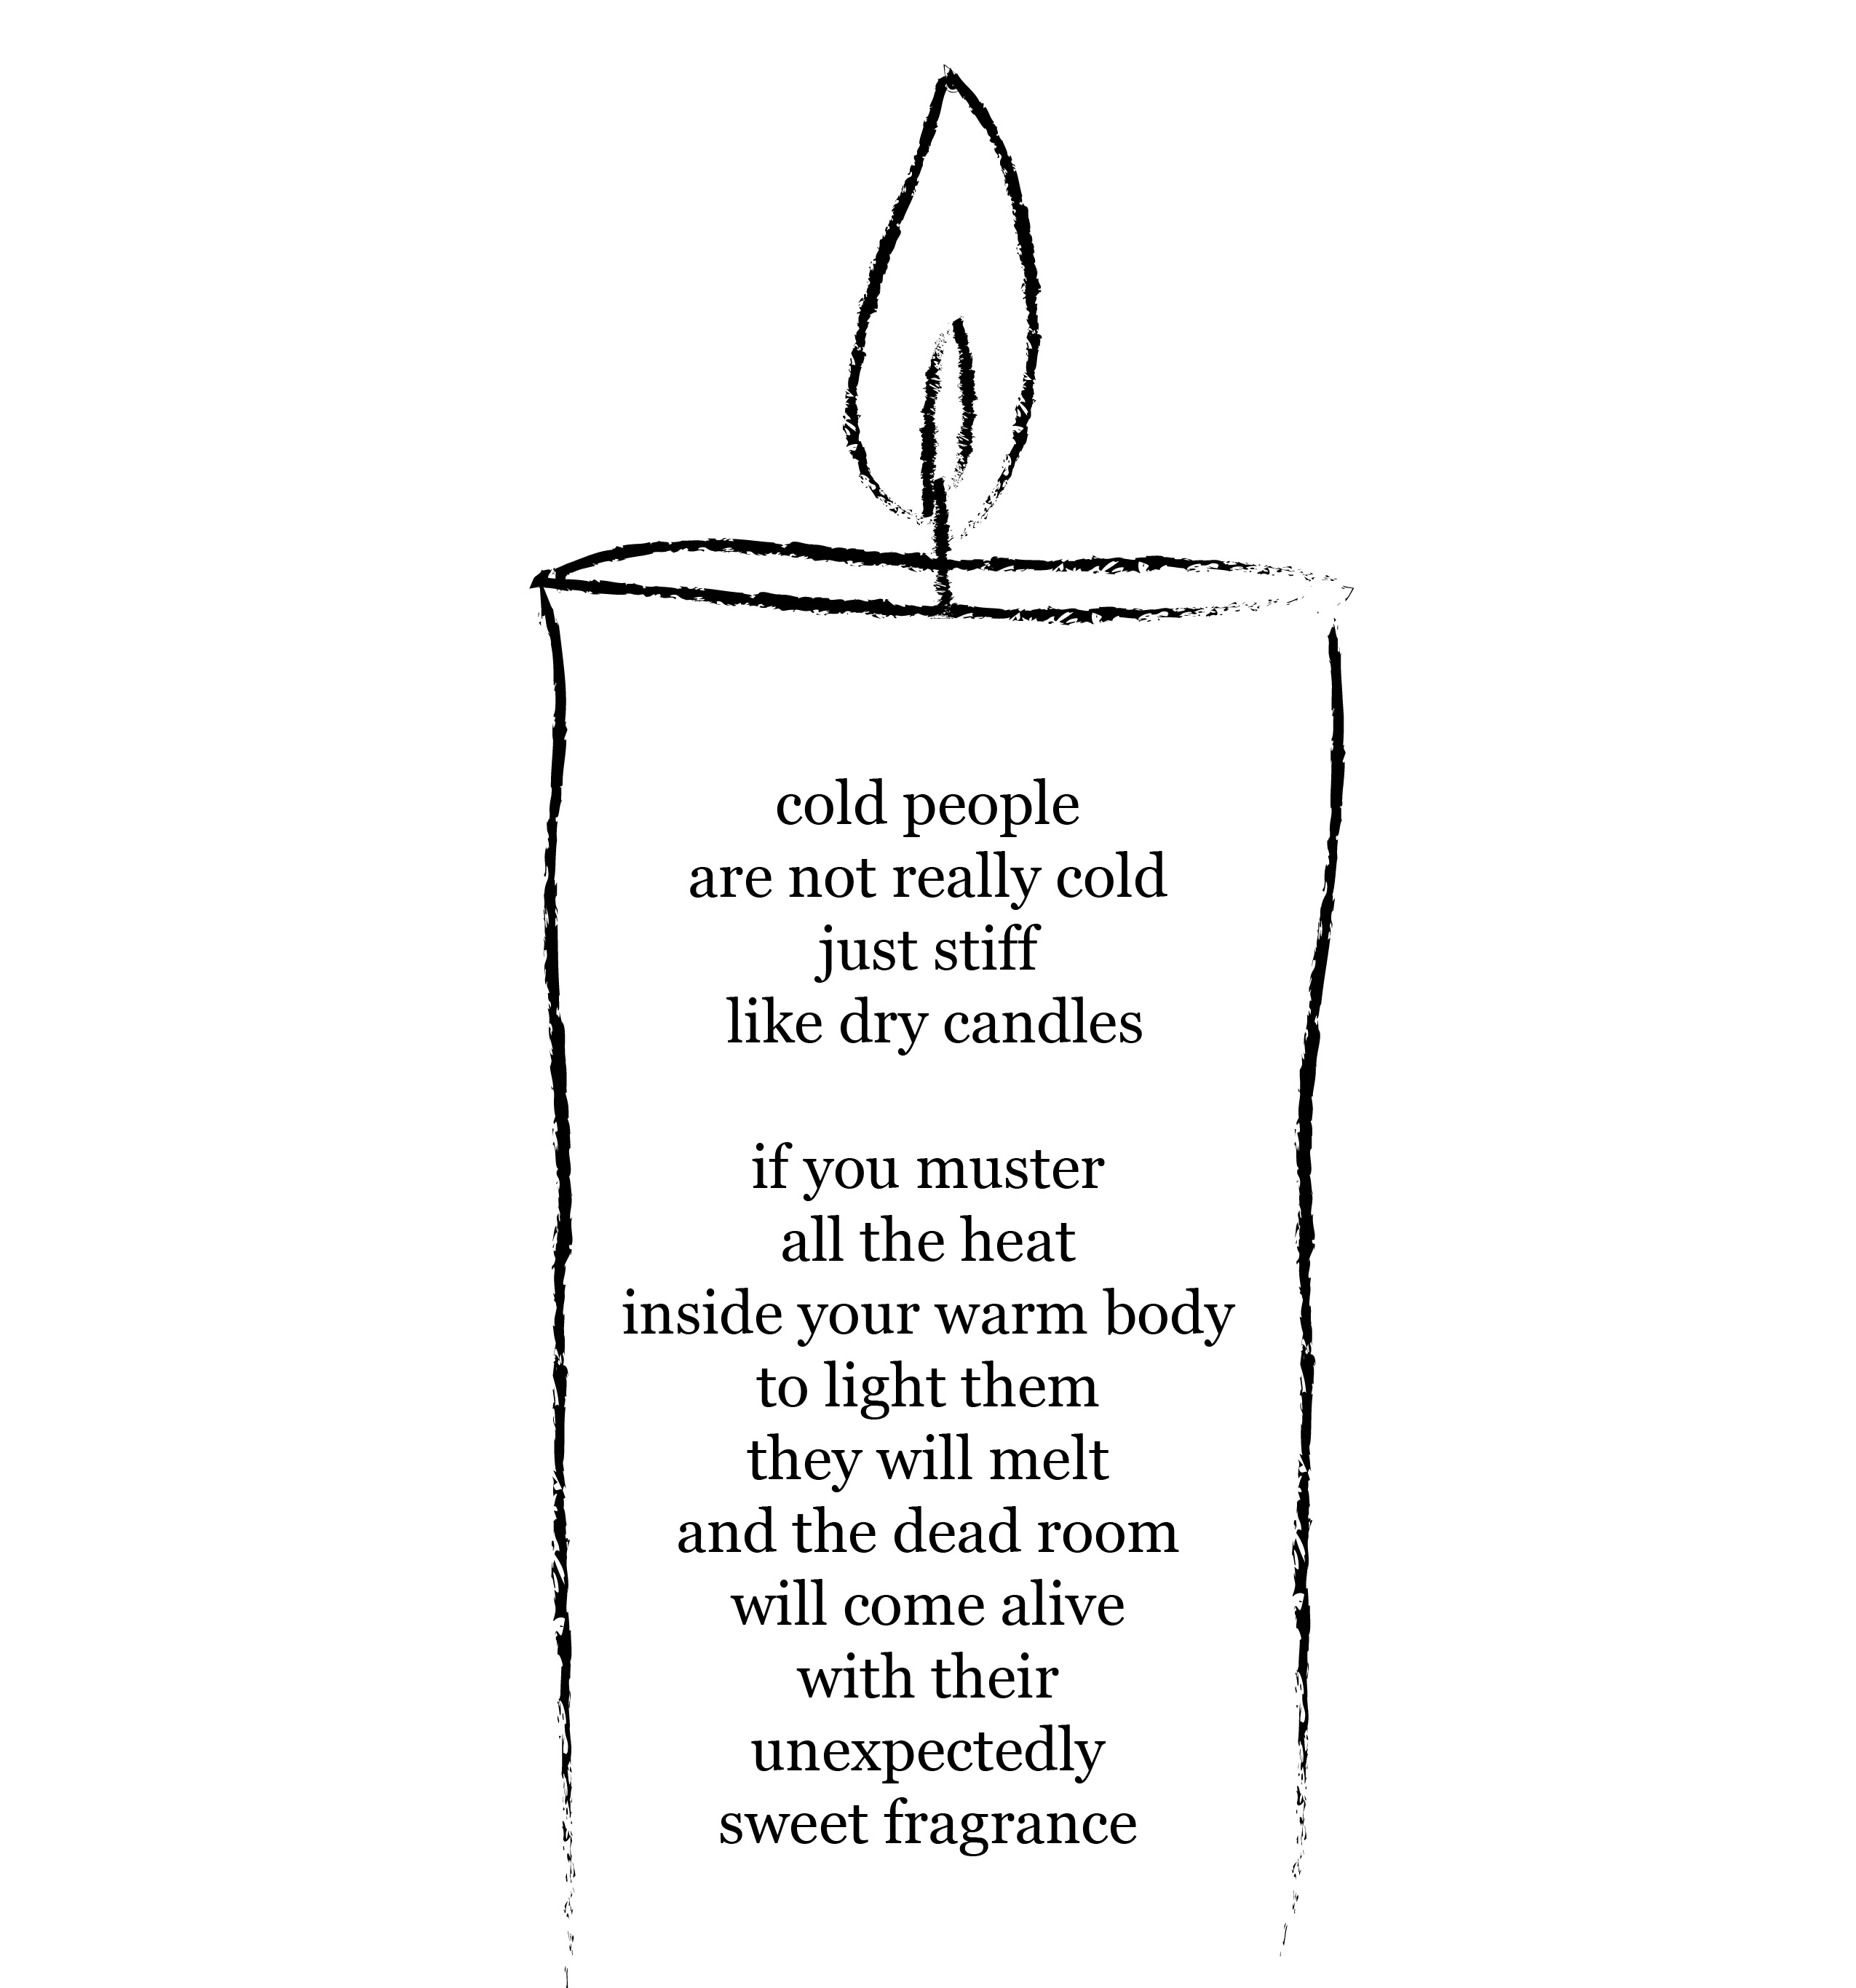 cold people
are not really cold
just stiff
like dry candles
if you muster
all the heat
inside your warm body
to light them
they will melt
and the dead room
will come alive
with their
unexpectedly
sweet fragrance